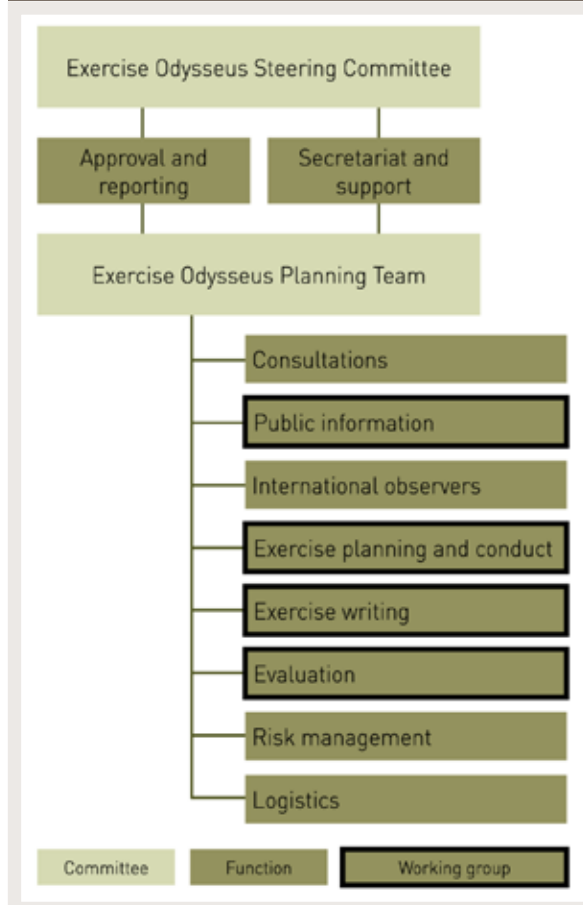 Exercise Odysseus Steering Committee
Approval and
reporting
Secretariat and
support
Exercise Odysseus Planning Team
Consultations
Public information
International observers
Exercise planning and conduct
Exercise writing
Evaluation
Risk management
Logistics
Committee
Function
Working group